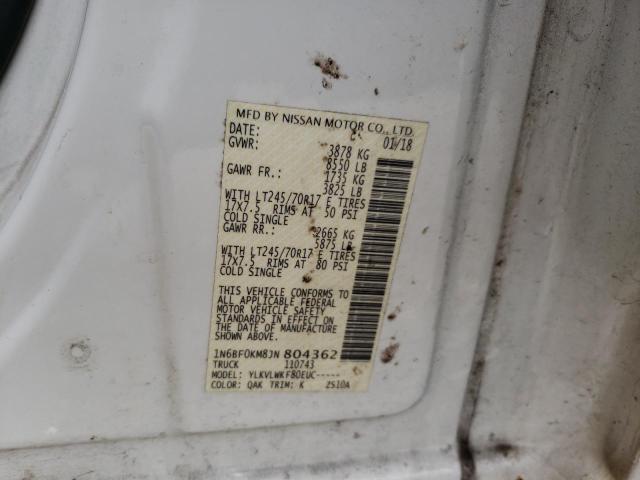 MFD BY NISSAN MOTOR CO., LTD.
DATE: 01/18
GVWR: 3878 KG
8550 LB
GAWR FR.: 1735 KG
3825 LB
WITH LT245/70R17 E TIRES
17X7.5 RIMS AT 50 PSI
COLD SINGLE
GAWR RR.: 2665 KG
5875 LB
WITH LT245/70R17 E TIRES
17X7.5 RIMS AT 80 PSI
COLD SINGLE
THIS VEHICLE CONFORMS TO
ALL APPLICABLE FEDERAL
MOTOR VEHICLE SAFETY
STANDARDS IN EFFECT ON
THE DATE OF MANUFACTURE
SHOWN ABOVE.
1N6BF0KM8JN 804362
TRUCK 110743
MODEL: YLKVLWKF80EUC-----
COLOR: QAK TRIM: K 2S10A